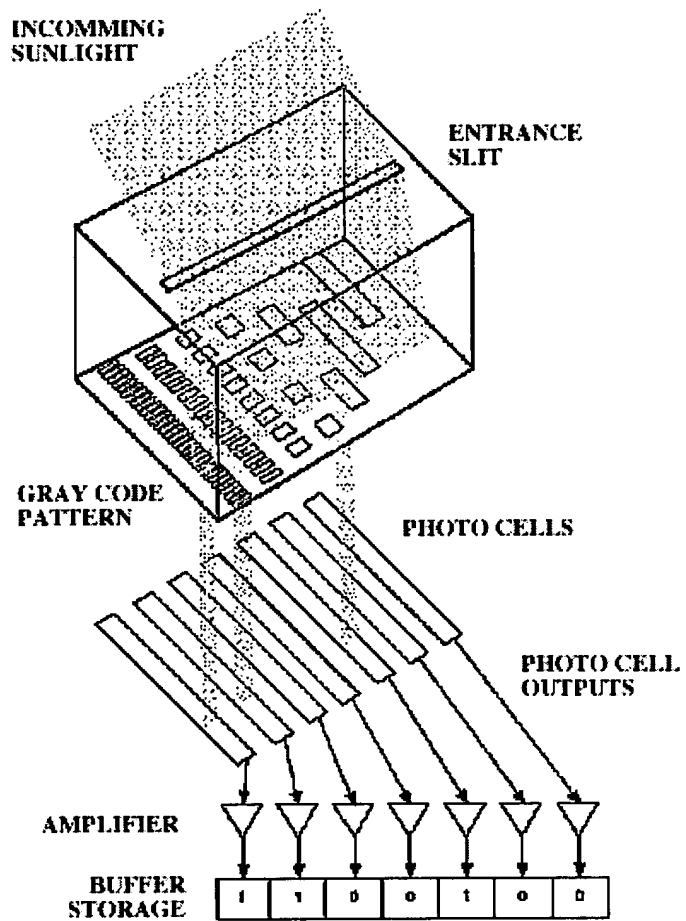 INCOMMING
SUNLIGHT
ENTRANCE
SLIT
GRAY CODE
PATTERN
PHOTO CELLS
PHOTO CELL
OUTPUTS
AMPLIFIER
BUFFER
STORAGE